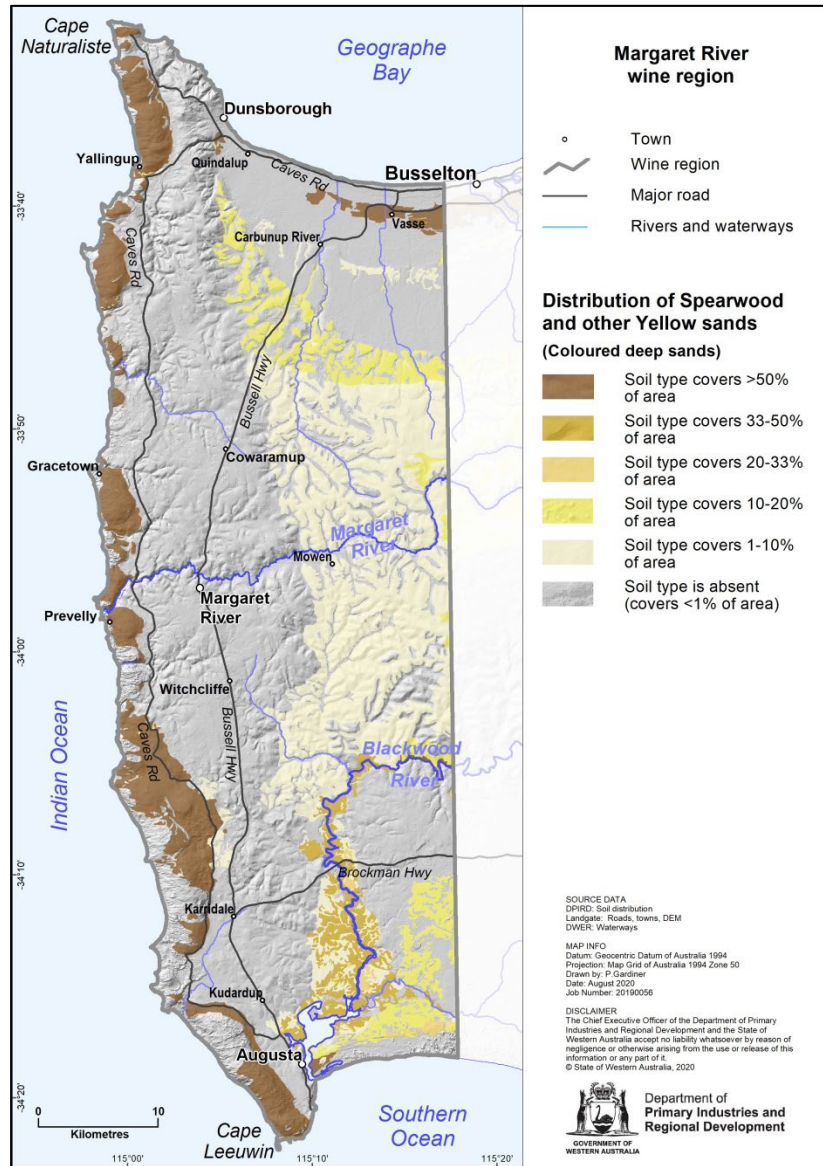 Cape
Naturaliste
Geographe
Bay
Dunsborough
Yallingup
Quindalup
Caves Rd
Busselton
Vasse
Carbunup River
Caves Rd
Bussell Hwy
Cowaramup
Gracetown
Margaret
River
Mowen
Margaret
River
Prevelly
Witchcliffe
Bussell Hwy
Caves Rd
Indian Ocean
Blackwood
River
Brockman Hwy
Karridale
Kudardup
Augusta
Cape
Leeuwin
Southern
Ocean
-33°40'
-33°50'
-34°00'
-34°10'
-34°20'
0 10
Kilometres
115°00' 115°10' 115°20'
Margaret River
wine region
Town
Wine region
Major road
Rivers and waterways
Distribution of Spearwood
and other Yellow sands
(Coloured deep sands)
Soil type covers >50%
of area
Soil type covers 33-50%
of area
Soil type covers 20-33%
of area
Soil type covers 10-20%
of area
Soil type covers 1-10%
of area
Soil type is absent
(covers <1% of area)
SOURCE DATA
DPIRD: Soil distribution
Landgate: Roads, towns, DEM
DWER: Waterways
MAP INFO
Datum: Geocentric Datum of Australia 1994
Projection: Map Grid of Australia 1994 Zone 50
Drawn by: P.Gardiner
Date: August 2020
Job Number: 20190056
DISCLAIMER
The Chief Executive Officer of the Department of Primary
Industries and Regional Development and the State of
Western Australia accept no liability whatsoever by reason of
negligence or otherwise arising from the use or release of this
information or any part of it.
© State of Western Australia, 2020
GOVERNMENT OF
WESTERN AUSTRALIA
Department of
Primary Industries and
Regional Development